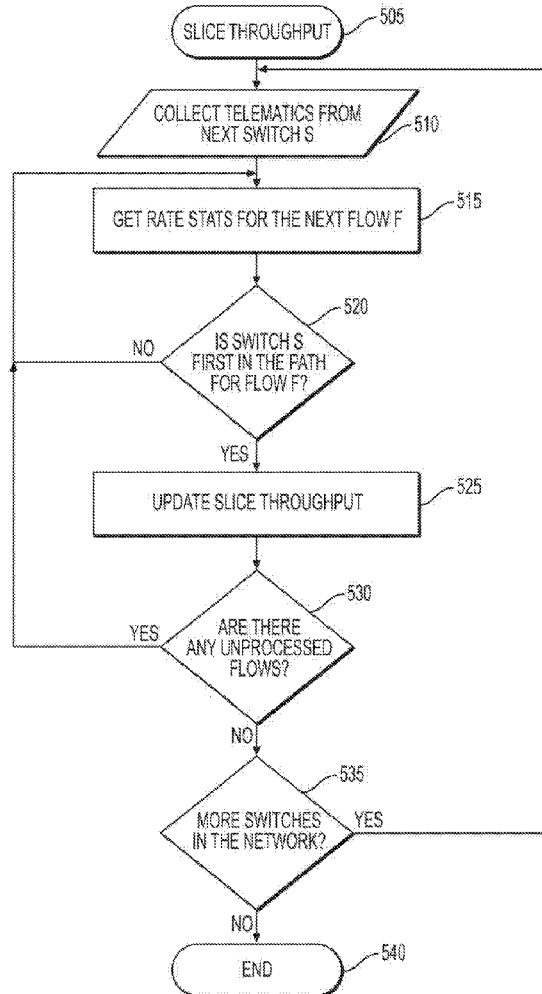 SLICE THROUGHPUT
505
COLLECT TELEMATICS FROM
NEXT SWITCH S
510
GET RATE STATS FOR THE NEXT FLOW F
515
520
IS SWITCH S
FIRST IN THE PATH
FOR FLOW F?
NO
YES
UPDATE SLICE THROUGHPUT
525
530
ARE THERE
ANY UNPROCESSED
FLOWS?
YES
NO
535
MORE SWITCHES
IN THE NETWORK?
YES
NO
END
540